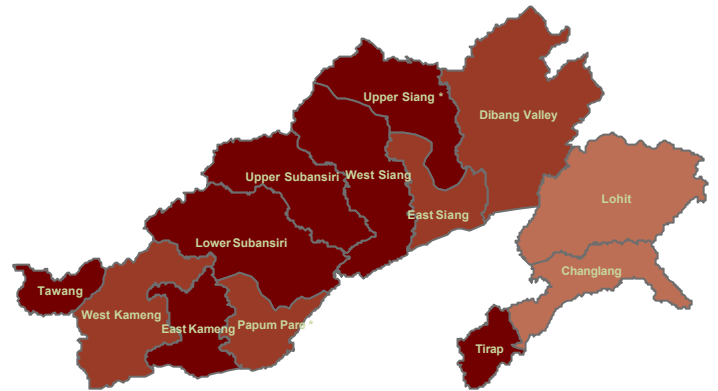 Upper Siang *
Dibang Valley
Upper Subansiri
West Siang
Lohit
East Siang
Lower Subansiri
Changlang
Tawang
West Kameng
East Kameng
Papum Pare *
Tirap